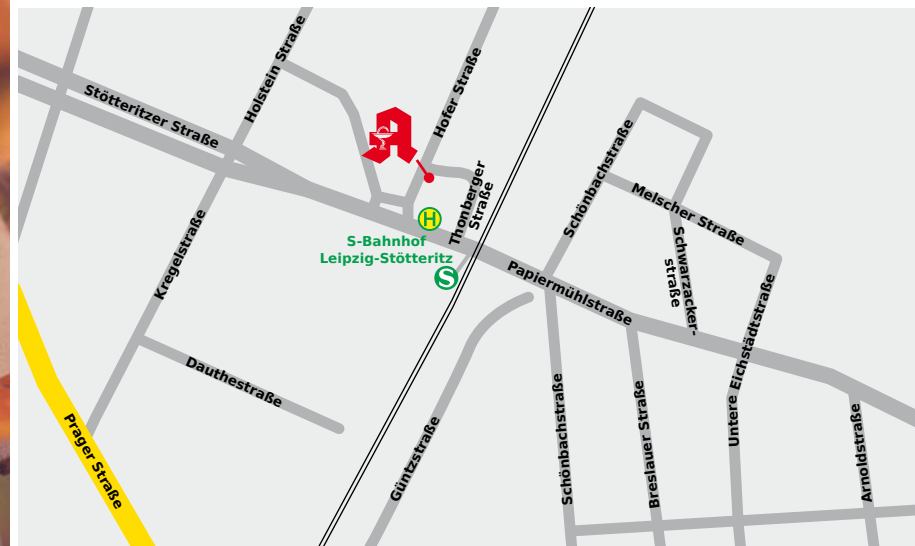 Holstein Straße
Hofer Straße
Stötteritzer Straße
A
H
Thonberger
Straße
S-Bahnhof
Leipzig-Stötteritz
S
Schönbachstraße
Melscher Straße
Schwarzacker-
straße
Papiermühlstraße
Kregelstraße
Untere Eichstädtstraße
Dauthestraße
Prager Straße
Güntzstraße
Schönbachstraße
Breslauer Straße
Arnoldstraße